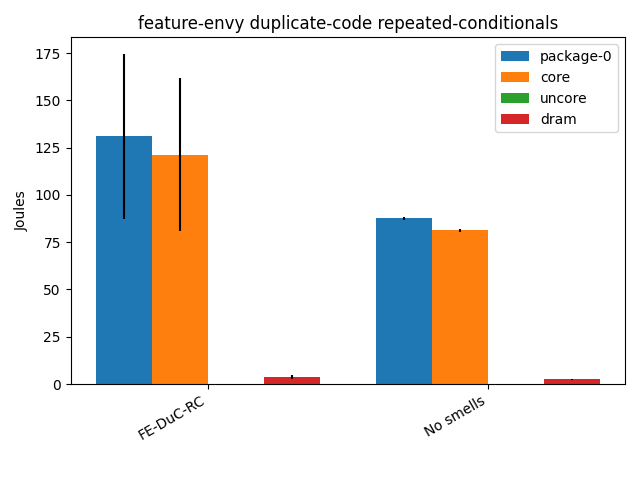 feature-envy duplicate-code repeated-conditionals
package-0
core
uncore
dram
Joules
175
150
125
100
75
50
25
0
FE-DuC-RC
No smells